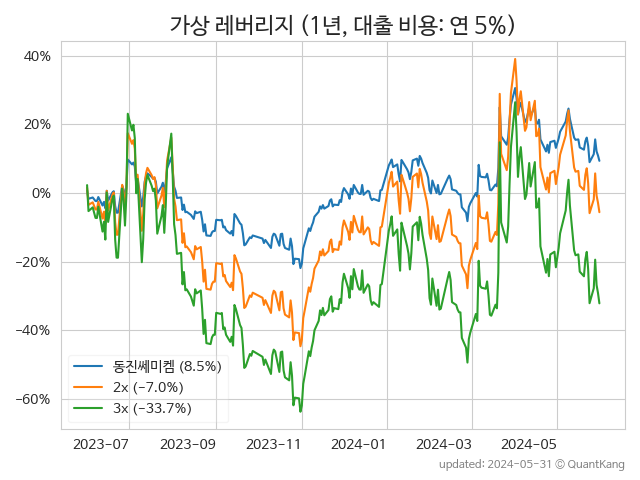 가상 레버리지 (1년, 대출 비용: 연 5%)
40%
20%
0%
−20%
−40%
−60%
동진쎄미켐 (8.5%)
2x (−7.0%)
3x (−33.7%)
2023−07 2023−09 2023−11 2024−01 2024−03 2024−05
updated: 2024−05−31 © QuantKang